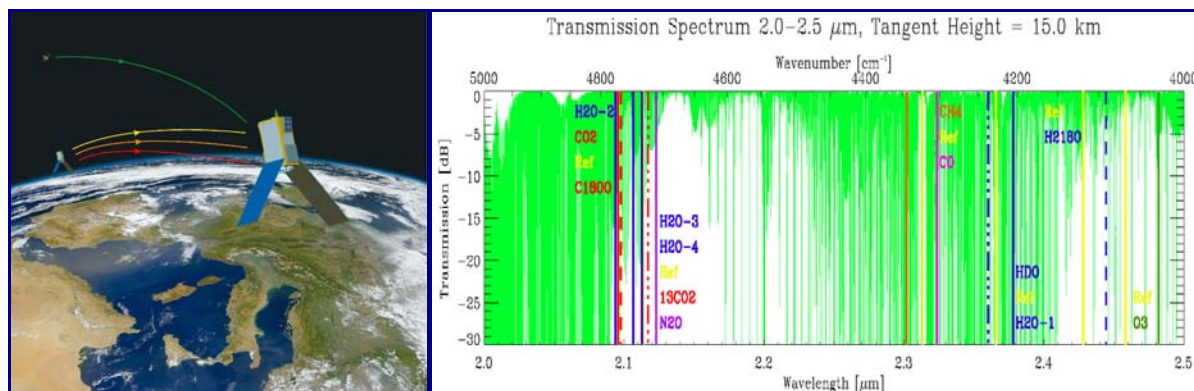 Transmission Spectrum 2.0–2.5 μm, Tangent Height = 15.0 km
Wavenumber [cm⁻¹]
5000 4800 4600 4400 4200 4000
Transmission [dB]
0
-5
-10
-15
-20
-25
-30
H2O-2
CO2
Ref
C18OO
H2O-3
H2O-4
Ref
13CO2
N2O
CH4
Ref
CO
HDO
Ref
H2O-1
Ref
H218O
Ref
O3
2.0 2.1 2.2 2.3 2.4 2.5
Wavelength [μm]